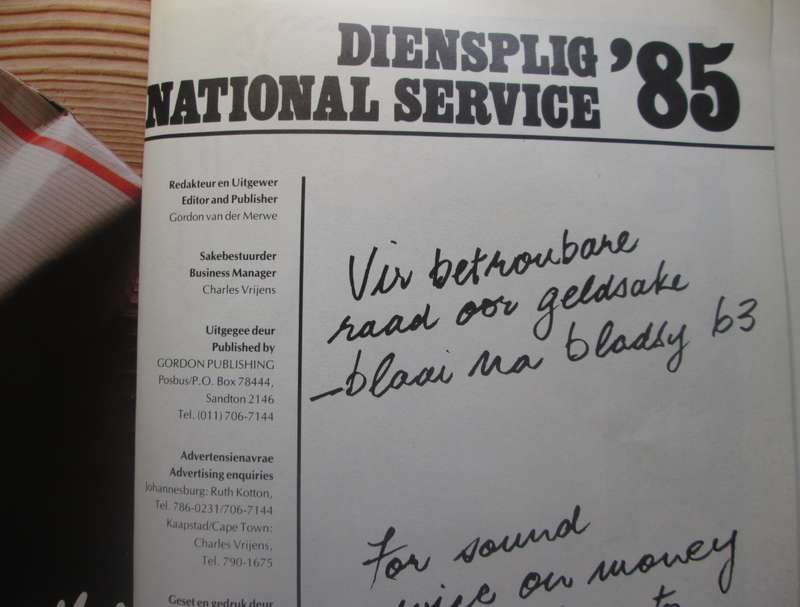 DIENSPLIG
NATIONAL SERVICE '85
Redakteur en Uitgewer
Editor and Publisher
Gordon van der Merwe
Sakebestuurder
Business Manager
Charles Vrijens
Uitgegee deur
Published by
GORDON PUBLISHING
Posbus/P.O. Box 78444,
Sandton 2146
Tel. (011) 706-7144
Advertensienavrae
Advertising enquiries
Johannesburg: Ruth Kotton,
Tel. 786-0231/706-7144
Kaapstad/Cape Town:
Charles Vrijens,
Tel. 790-1675
Geset en gedruk deur
Vir betroubare
raad oor geldsake
—blaai na bladsy 63
For sound
advice on money